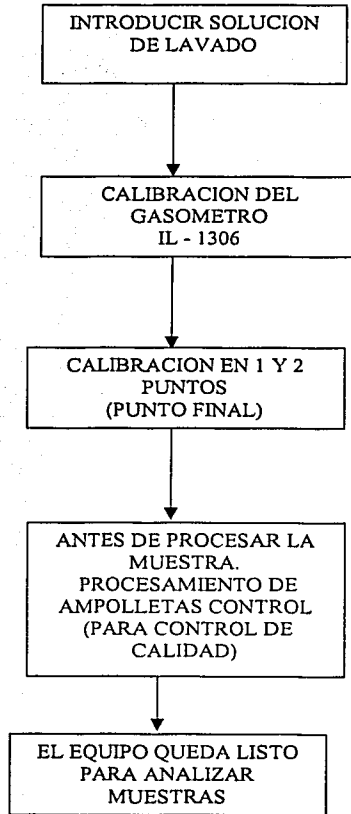 INTRODUCIR SOLUCION
DE LAVADO
CALIBRACION DEL
GASOMETRO
IL - 1306
CALIBRACION EN 1 Y 2
PUNTOS
(PUNTO FINAL)
ANTES DE PROCESAR LA
MUESTRA.
PROCESAMIENTO DE
AMPOLLETAS CONTROL
(PARA CONTROL DE
CALIDAD)
EL EQUIPO QUEDA LISTO
PARA ANALIZAR
MUESTRAS